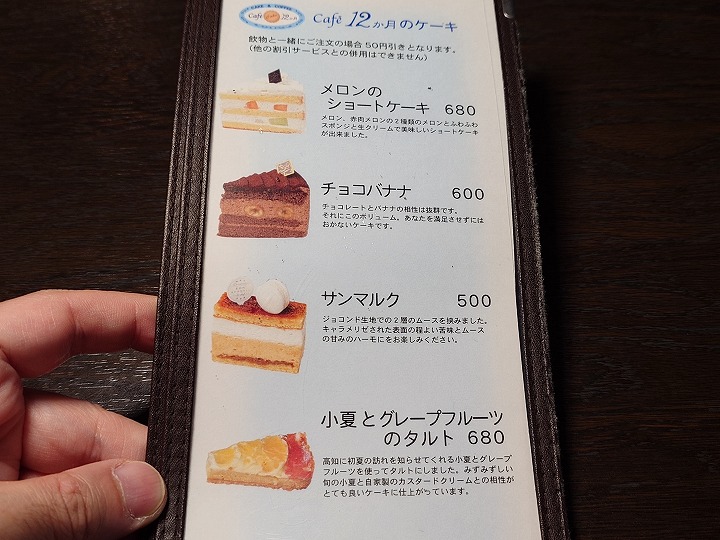 CAKE & COFFEE
Café 12か月
Café 12か月のケーキ
飲物と一緒にご注文の場合 50円引きとなります。
(他の割引サービスとの併用はできません)
メロンの
ショートケーキ 680
メロン、赤肉メロンの2種類のメロンとふわふわ
スポンジと生クリームで美味しいショートケーキ
が出来ました。
チョコバナナ 600
チョコレートとバナナの相性は抜群です。
それにこのボリューム。あなたを満足させずには
おかないケーキです。
サンマルク 500
ジョコンド生地での2層のムースを挟みました。
キャラメリゼされた表面の程よい苦味とムース
の甘みのハーモにをお楽しみください。
小夏とグレープフルーツ
のタルト 680
高知に初夏の訪れを知らせてくれる小夏とグレープ
フルーツを使ってタルトにしました。みずみずしい
旬の小夏と自家製のカスタードクリームとの相性が
とても良いケーキに仕上がっています。